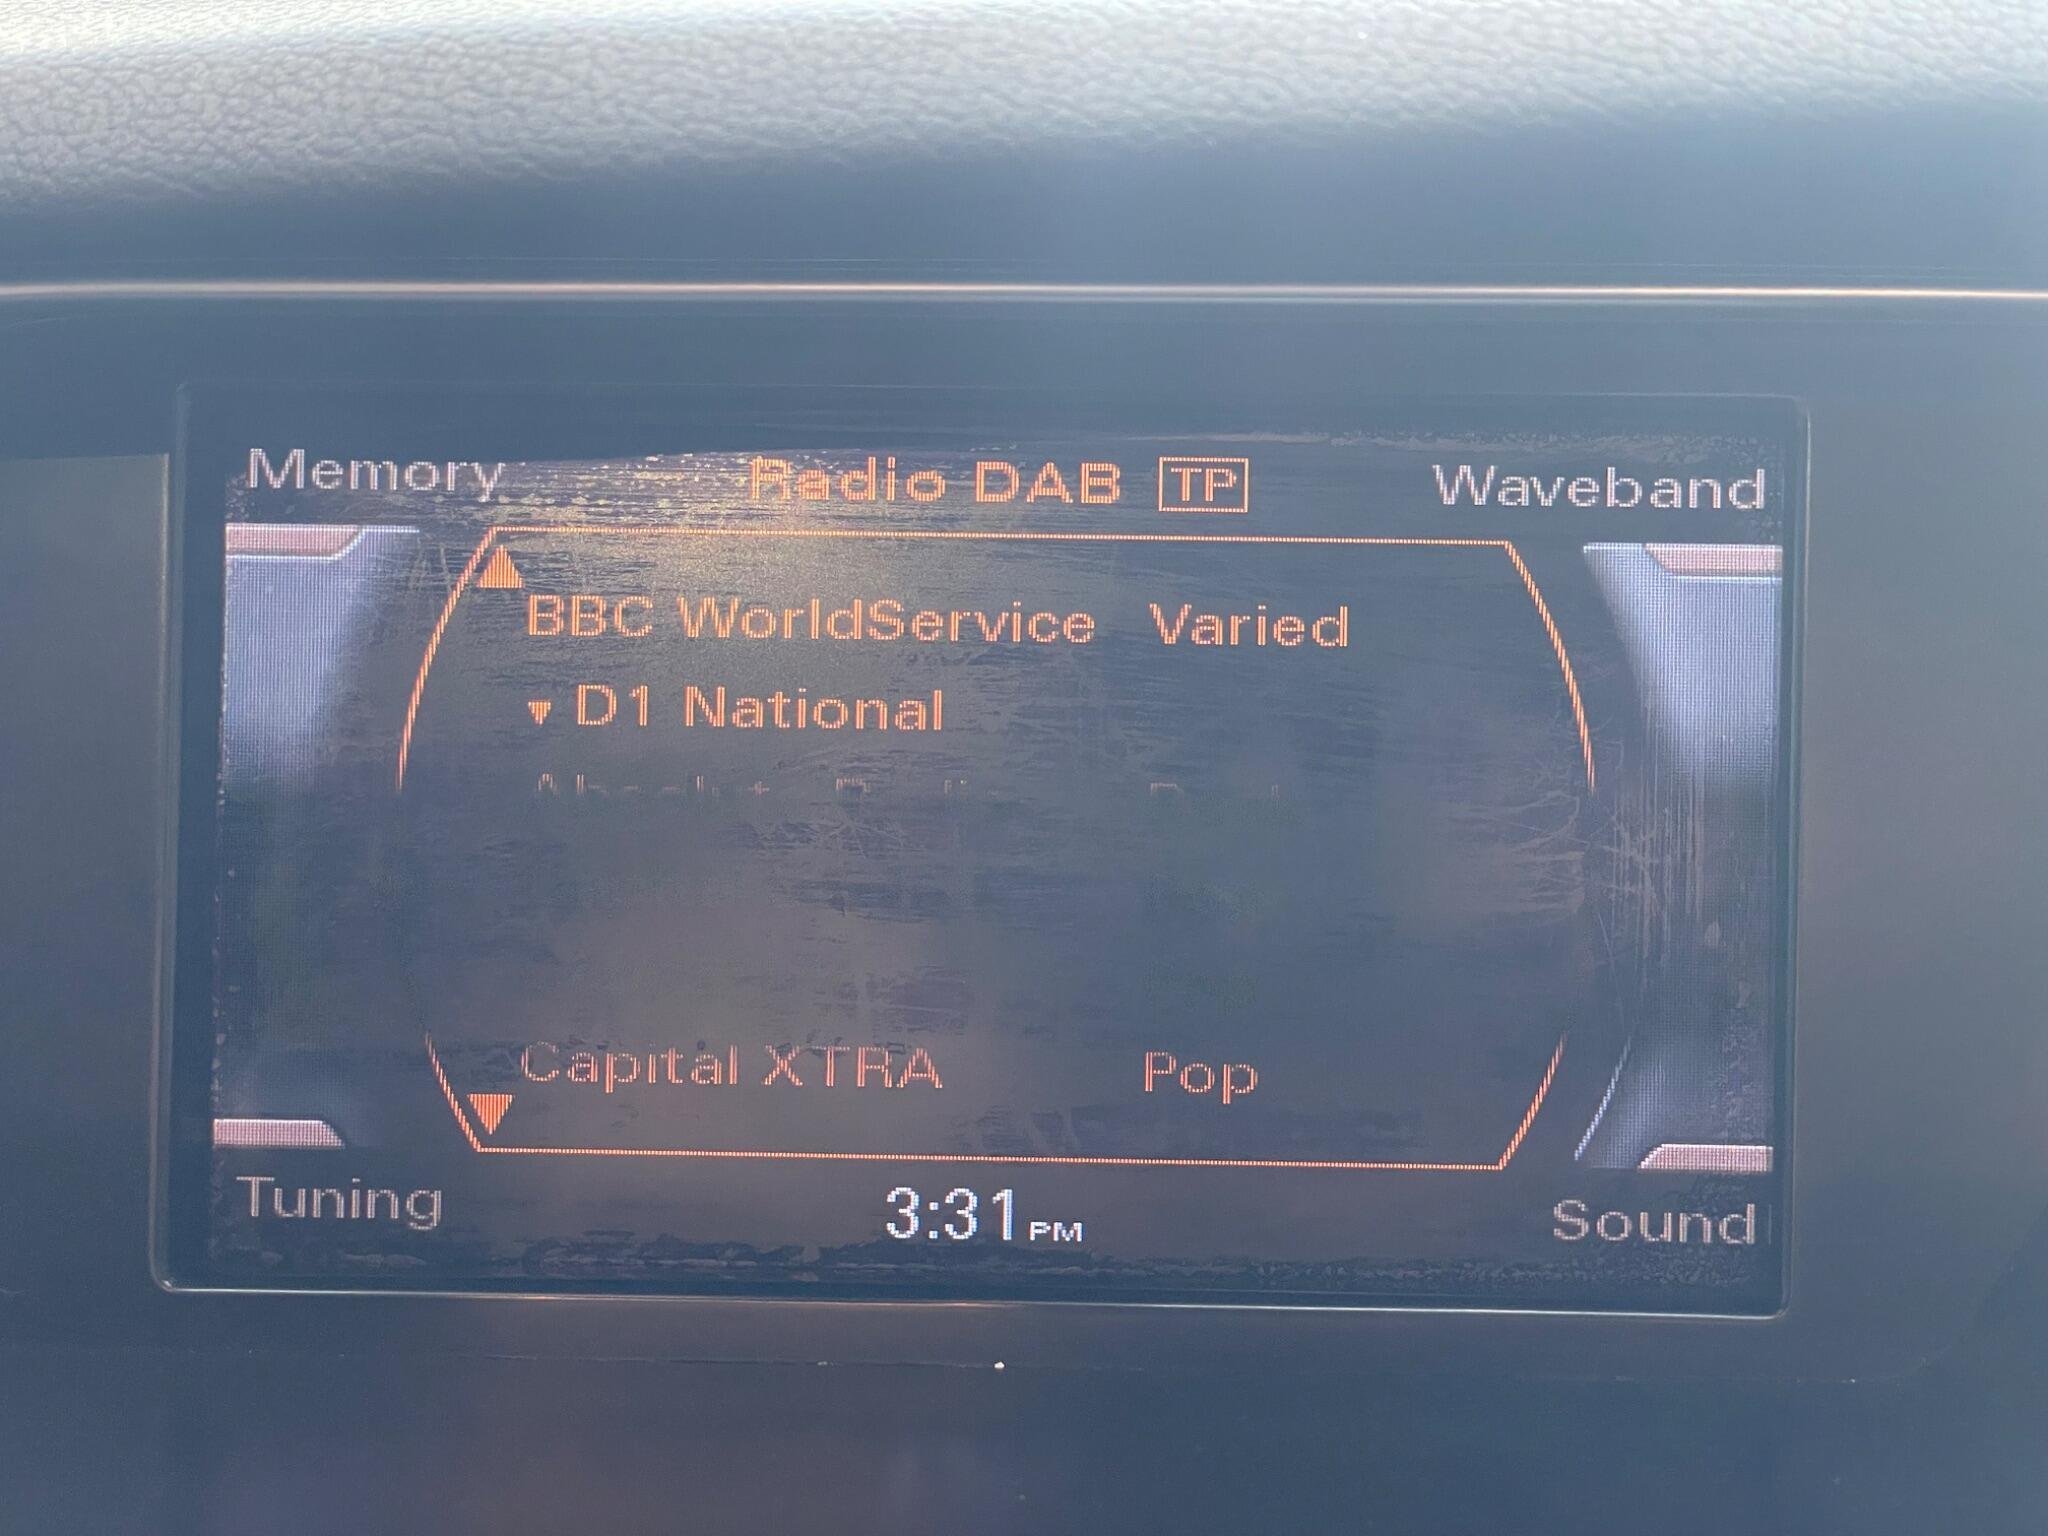 Memory Radio DAB TP Waveband
BBC WorldService Varied
D1 National
Capital XTRA Pop
Tuning 3:31 PM Sound